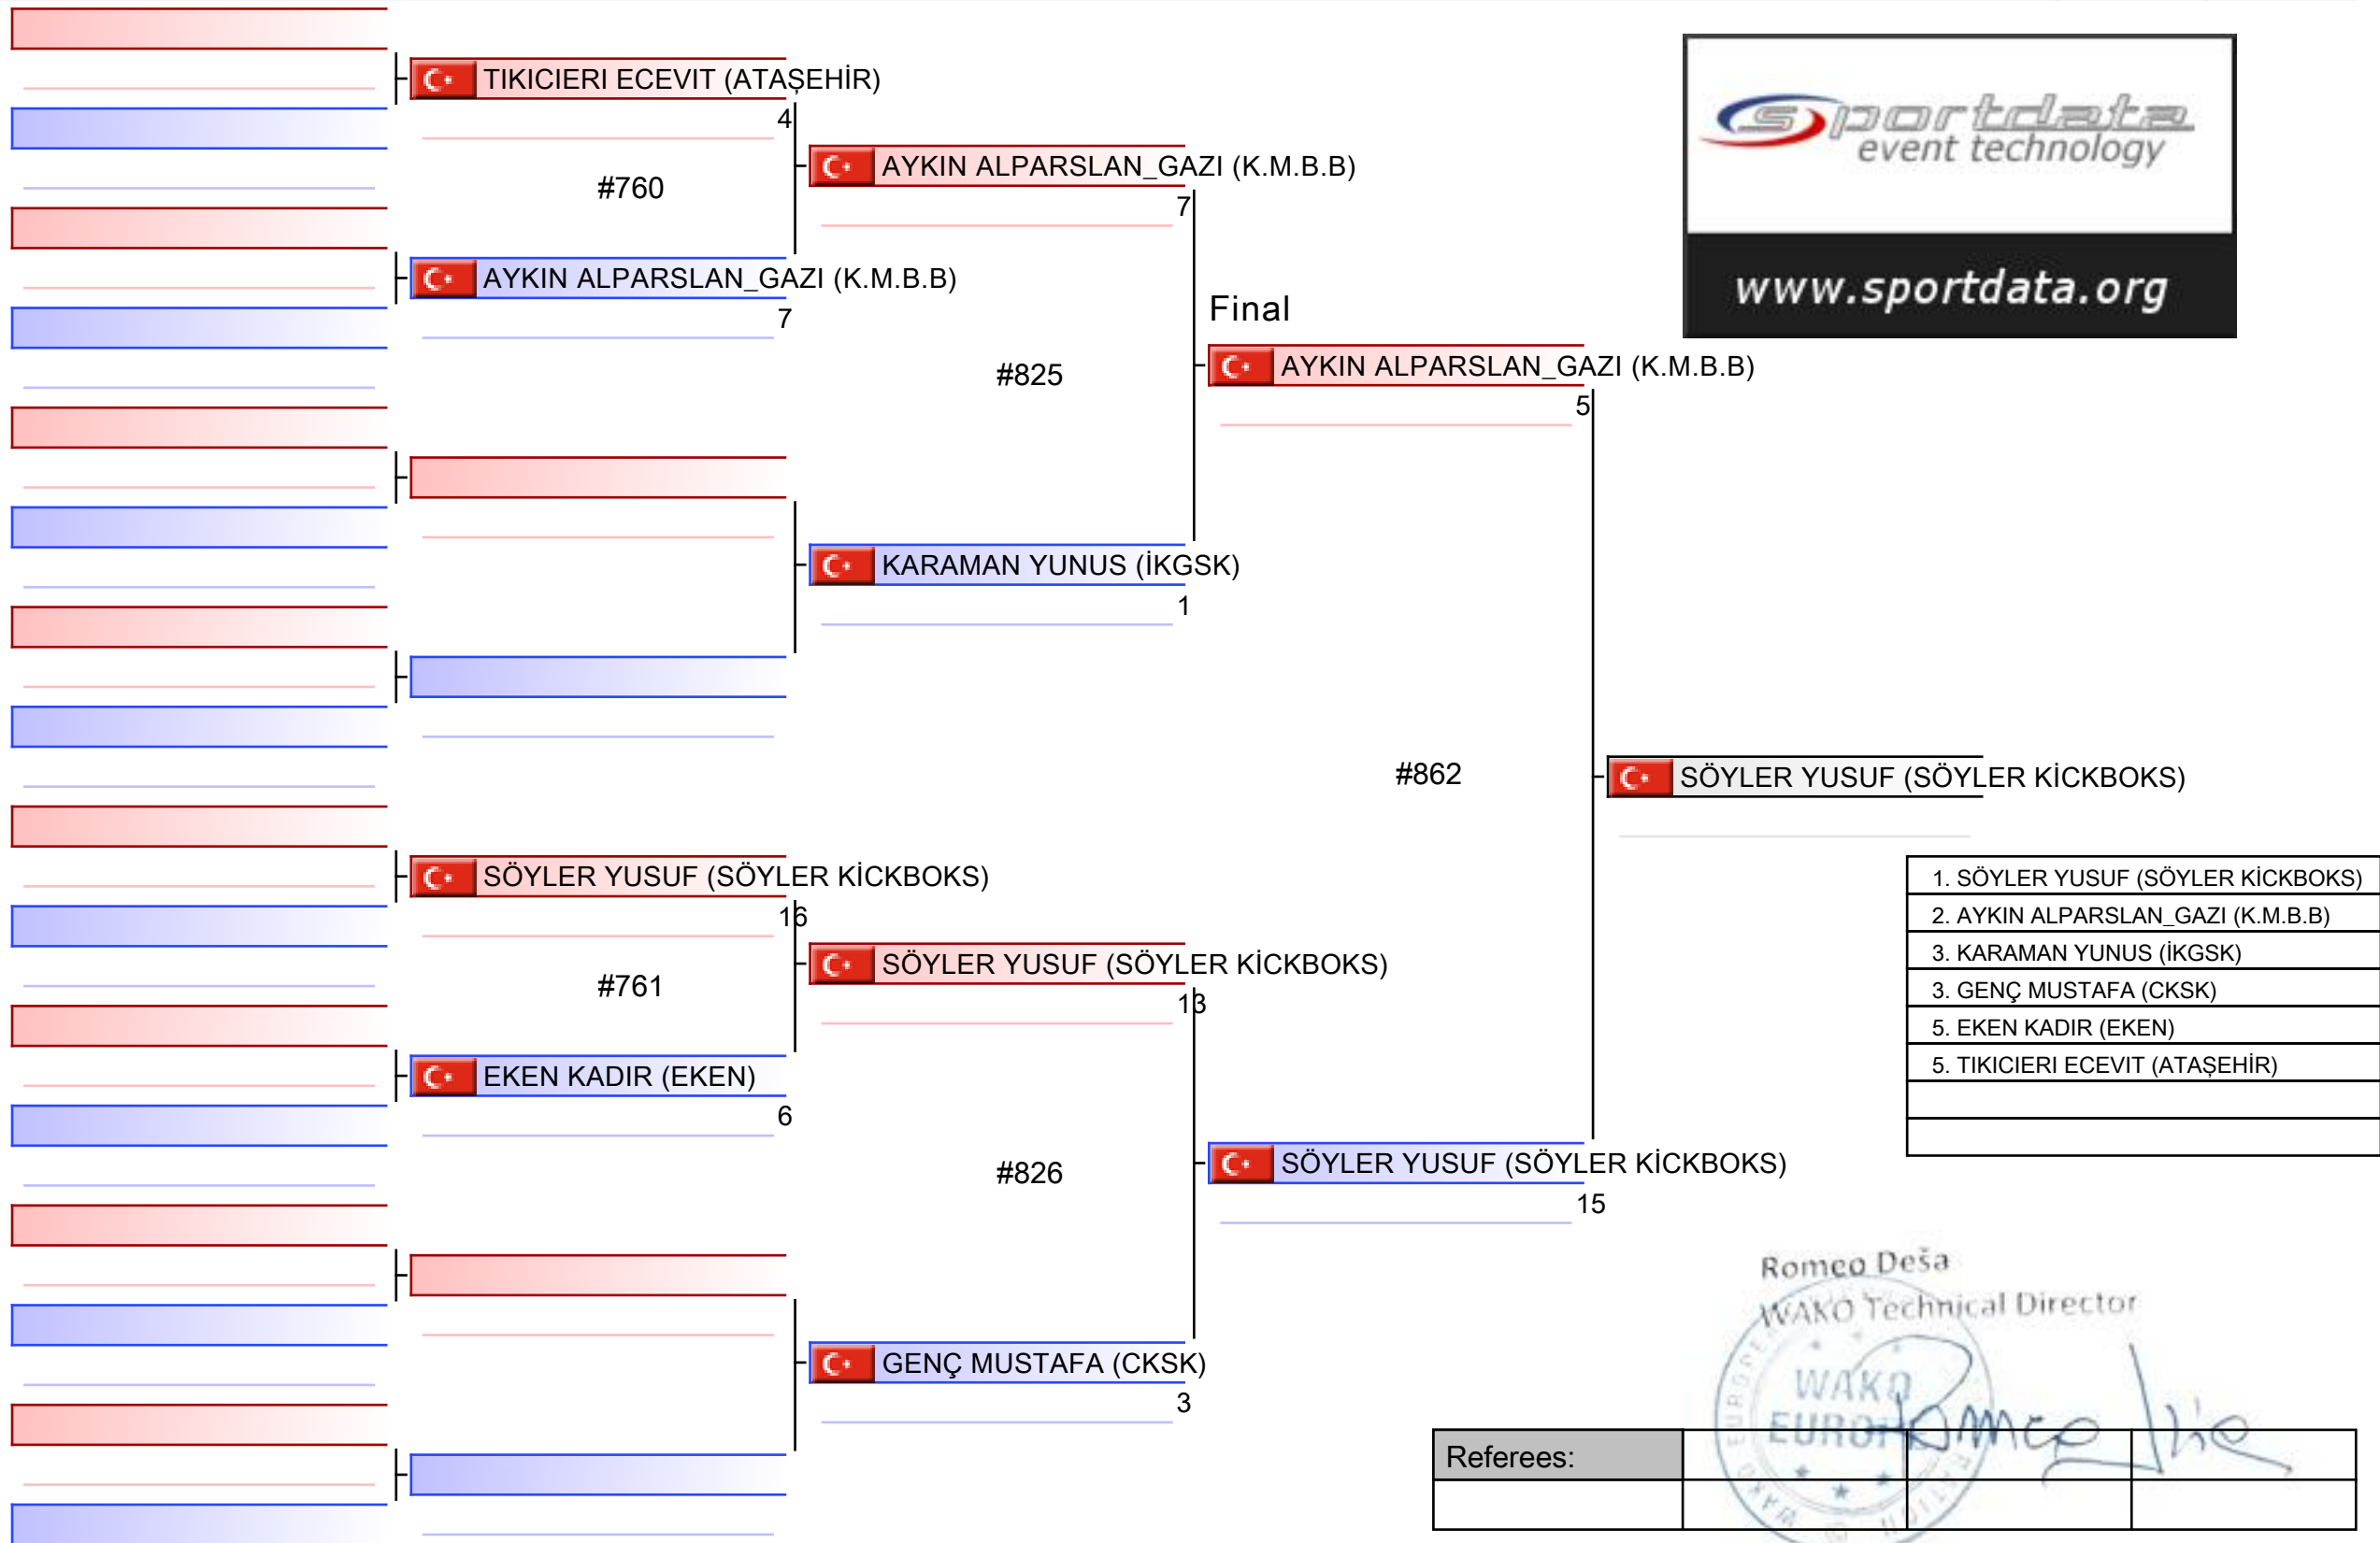 TIKICIERI ECEVIT (ATAŞEHİR)
4
#760
AYKIN ALPARSLAN_GAZI (K.M.B.B)
7
AYKIN ALPARSLAN_GAZI (K.M.B.B)
7
#825
KARAMAN YUNUS (İKGSK)
1
Final
AYKIN ALPARSLAN_GAZI (K.M.B.B)
5
#862
SÖYLER YUSUF (SÖYLER KİCKBOKS)
SÖYLER YUSUF (SÖYLER KİCKBOKS)
16
#761
EKEN KADIR (EKEN)
6
SÖYLER YUSUF (SÖYLER KİCKBOKS)
13
#826
GENÇ MUSTAFA (CKSK)
3
SÖYLER YUSUF (SÖYLER KİCKBOKS)
15
sportdata
event technology
www.sportdata.org
1. SÖYLER YUSUF (SÖYLER KİCKBOKS)
2. AYKIN ALPARSLAN_GAZI (K.M.B.B)
3. KARAMAN YUNUS (İKGSK)
3. GENÇ MUSTAFA (CKSK)
5. EKEN KADIR (EKEN)
5. TIKICIERI ECEVIT (ATAŞEHİR)
Romeo Deša
WAKO Technical Director
WAKO
EUROPE
Referees: